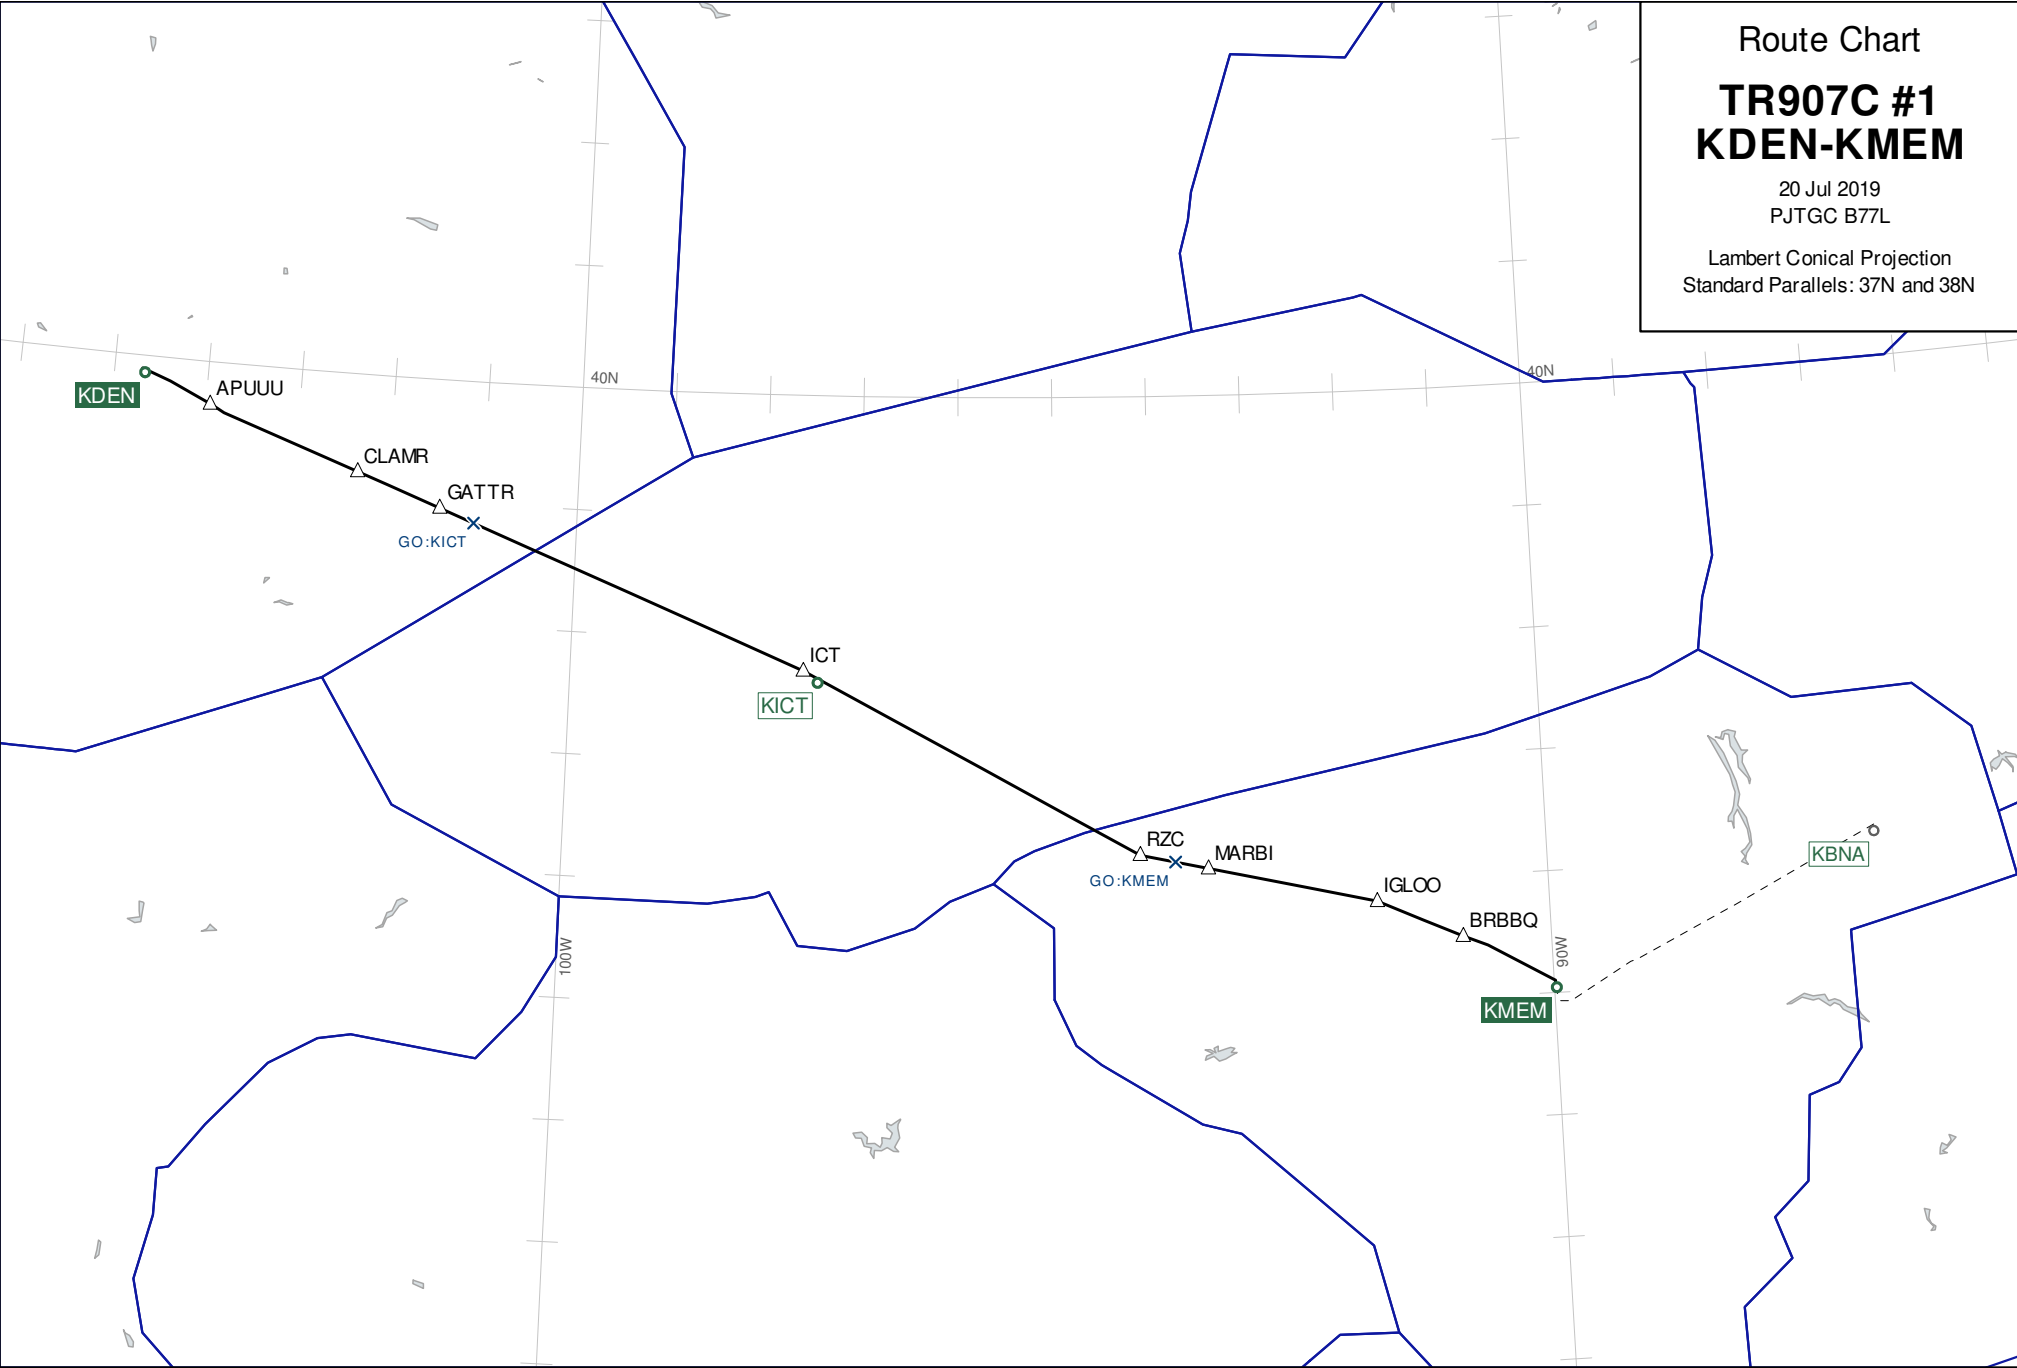 Route Chart
TR907C #1
KDEN-KMEM
20 Jul 2019
PJTGC B77L
Lambert Conical Projection
Standard Parallels: 37N and 38N
40N
40N
KDEN
APUUU
CLAMR
GATTR
GO:KICT
ICT
KICT
RZC
MARBI
GO:KMEM
KBNA
IGLOO
BRBBQ
100W
90W
KMEM